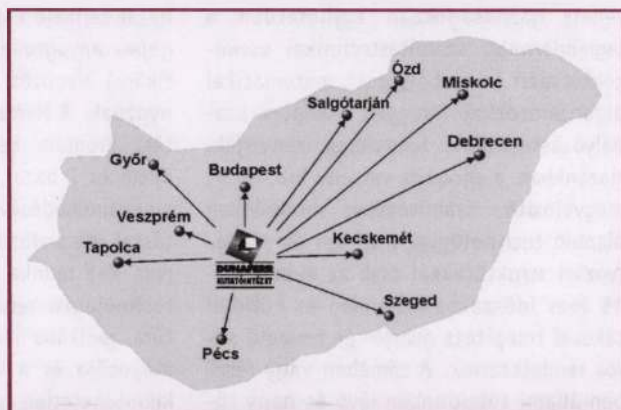 Ózd
Miskolc
Salgótarján
Debrecen
Győr
Budapest
Veszprém
Kecskemét
Tapolca
DUNAFERR
KUTATÓINTÉZET
Szeged
Pécs